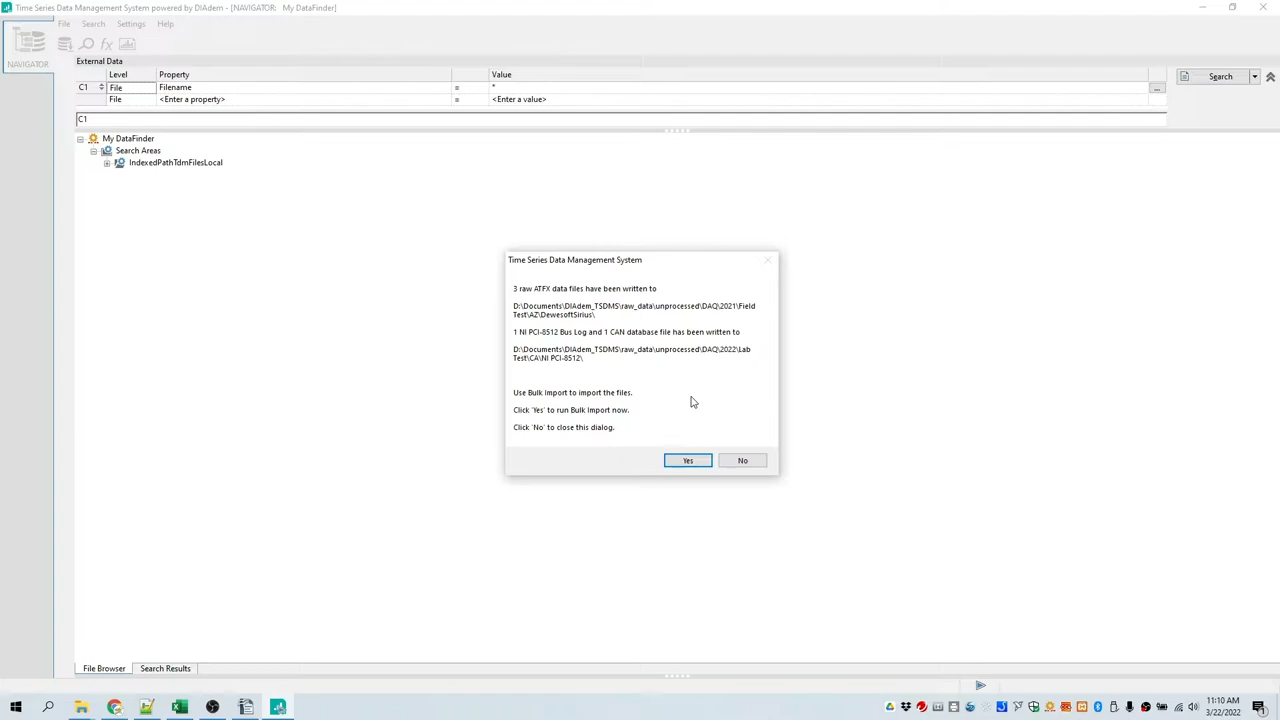 Time Series Data Management System powered by DIAdem - [NAVIGATOR: My DataFinder]
File Search Settings Help
NAVIGATOR
External Data
Level Property Value
C1 File Filename = *
File <Enter a property> = <Enter a value>
...
Search
C1
My DataFinder
Search Areas
IndexedPathTdmFilesLocal
Time Series Data Management System
3 raw ATFX data files have been written to
D:\Documents\DIAdem_TSDMS\raw_data\unprocessed\DAQ\2021\Field
Test\AZ\DewesoftSirius\
1 NI PCI-8512 Bus Log and 1 CAN database file has been written to
D:\Documents\DIAdem_TSDMS\raw_data\unprocessed\DAQ\2022\Lab
Test\CA\NI PCI-8512\
Use Bulk Import to import the files.
Click 'Yes' to run Bulk Import now.
Click 'No' to close this dialog.
Yes No
File Browser Search Results
11:10 AM
3/22/2022